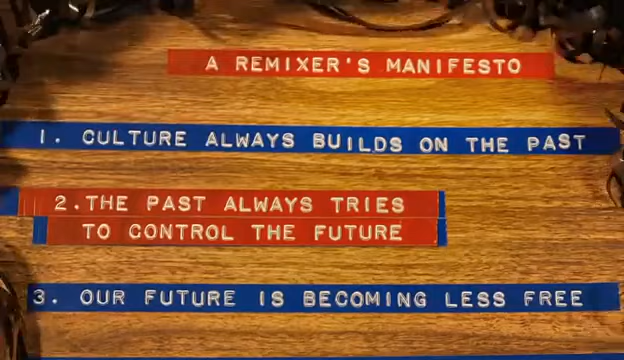 A REMIXER'S MANIFESTO
1. CULTURE ALWAYS BUILDS ON THE PAST
2.THE PAST ALWAYS TRIES
TO CONTROL THE FUTURE
3. OUR FUTURE IS BECOMING LESS FREE